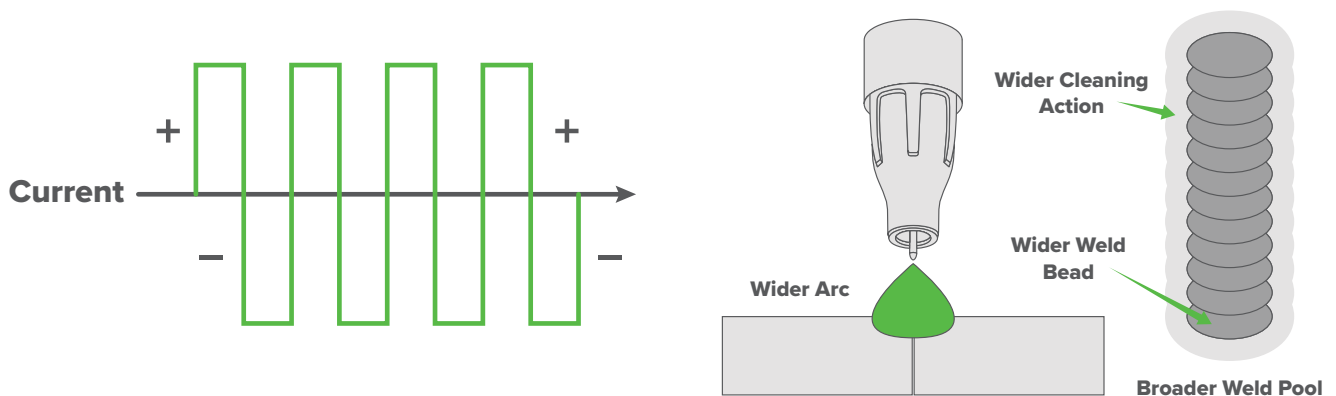 +
+
Current
−
−
Wider Cleaning
Action
Wider Weld
Bead
Wider Arc
Broader Weld Pool